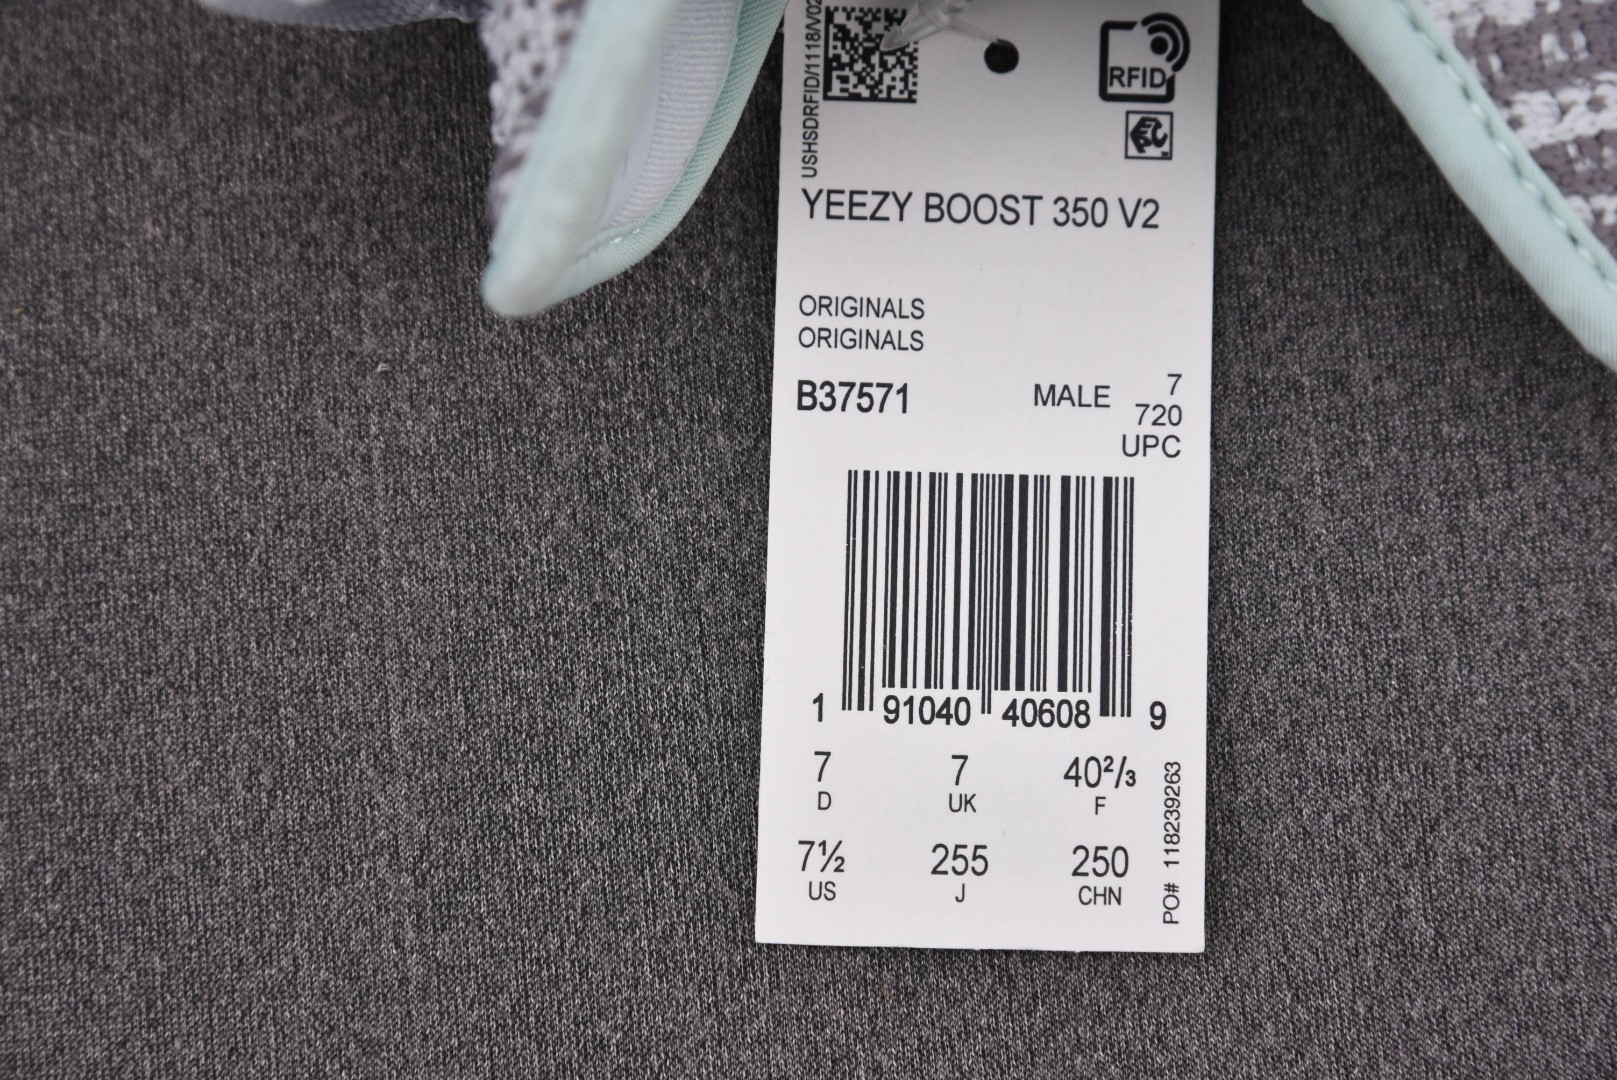 USHSDRFID/1118/V02
RFID
YEEZY BOOST 350 V2
ORIGINALS
ORIGINALS
B37571 MALE 7
720
UPC
1 91040 40608 9
7 7 40²/₃
D UK F
7½ 255 250
US J CHN
PO# 118239263